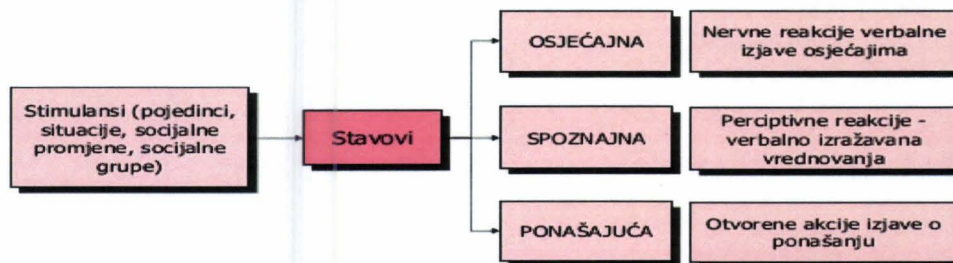 Stimulansi (pojedinci,
situacije, socijalne
promjene, socijalne
grupe)
Stavovi
OSJEĆAJNA
Nervne reakcije verbalne
izjave osjećajima
SPOZNAJNA
Perceptivne reakcije -
verbalno izražavana
vrednovanja
PONAŠAJUĆA
Otvorene akcije izjave o
ponašanju